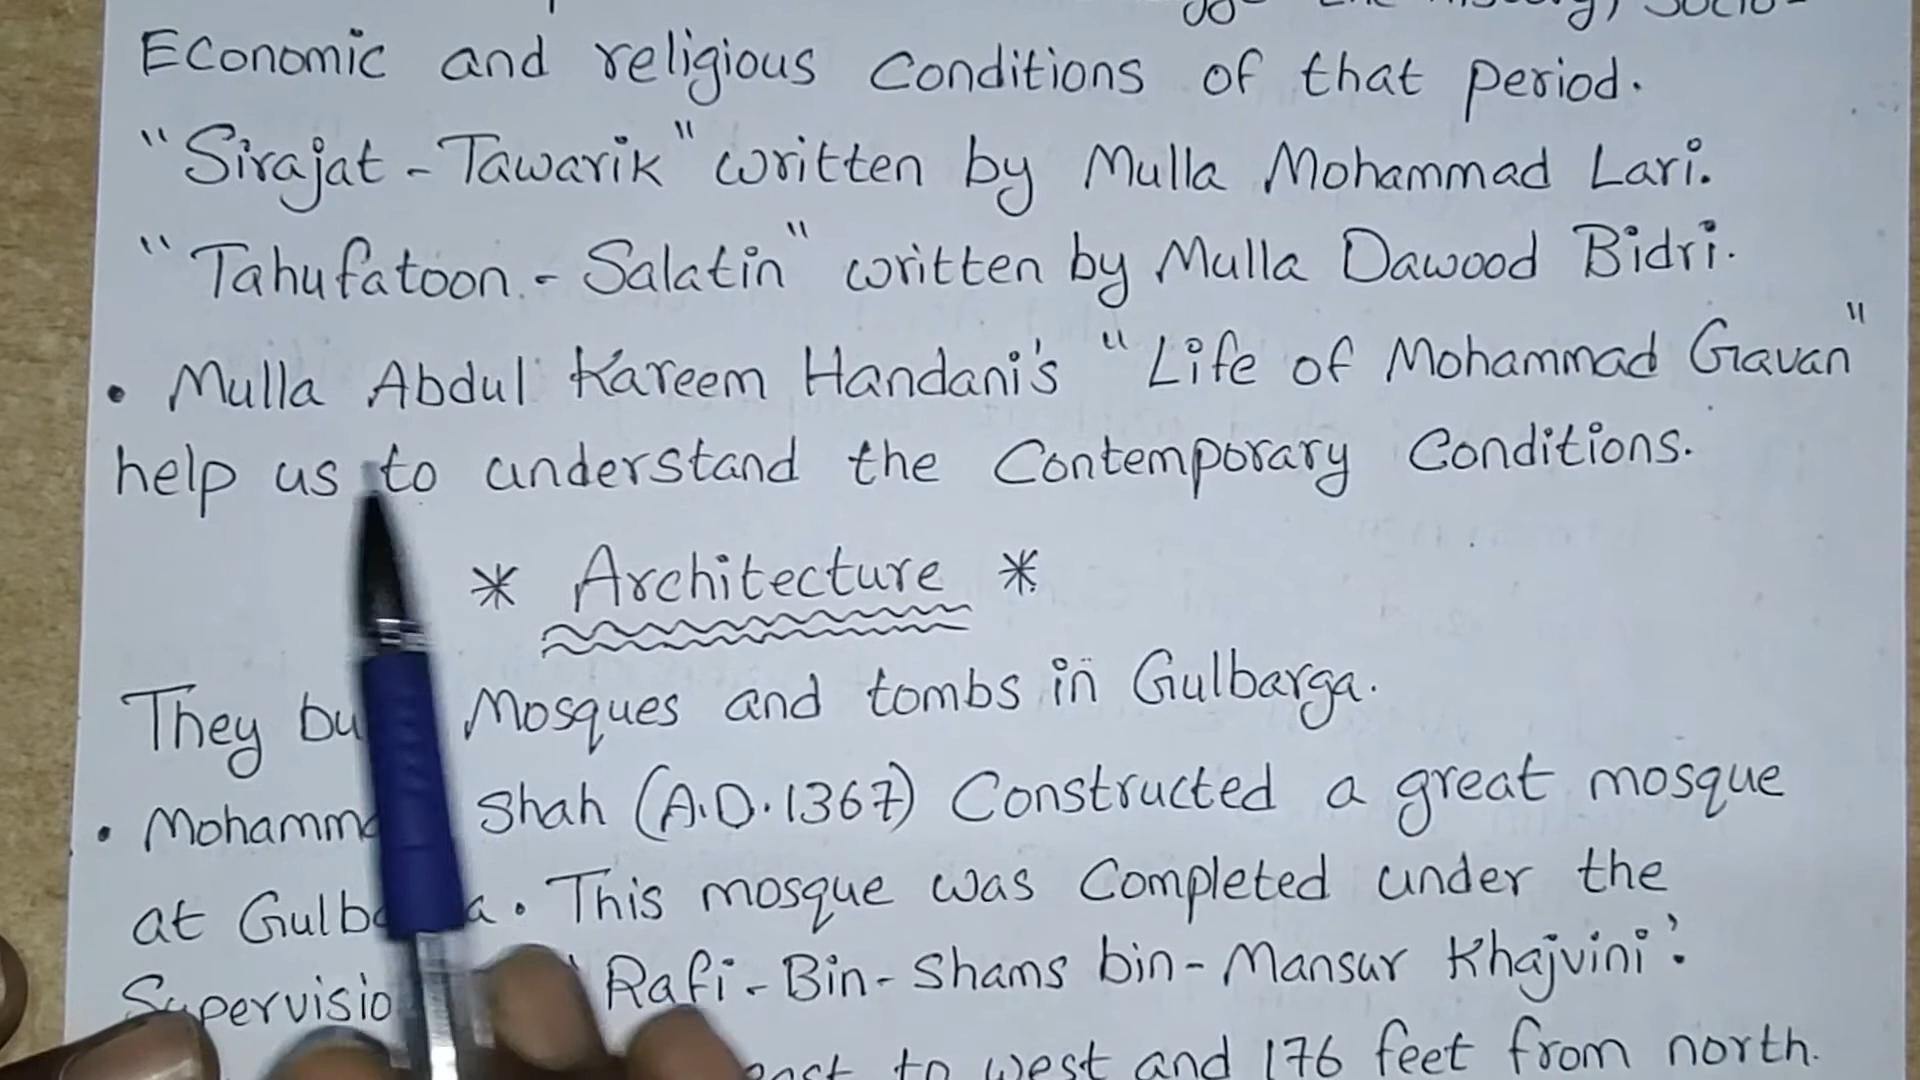 Economic and religious Conditions of that period.
"Sirajat - Tawarik" written by Mulla Mohammad Lari.
"Tahufatoon - Salatin" written by Mulla Dawood Bidri.
• Mulla Abdul Kareem Handani's "Life of Mohammad Gavan"
help us to understand the Contemporary Conditions.
* Architecture *
They Mosques and tombs in Gulbarga.
• Shah (A.D. 1367) Constructed a great mosque
at . This mosque was Completed under the
Rafi - Bin - Shams bin - Mansur Khajvini'.
to west and 176 feet from north.